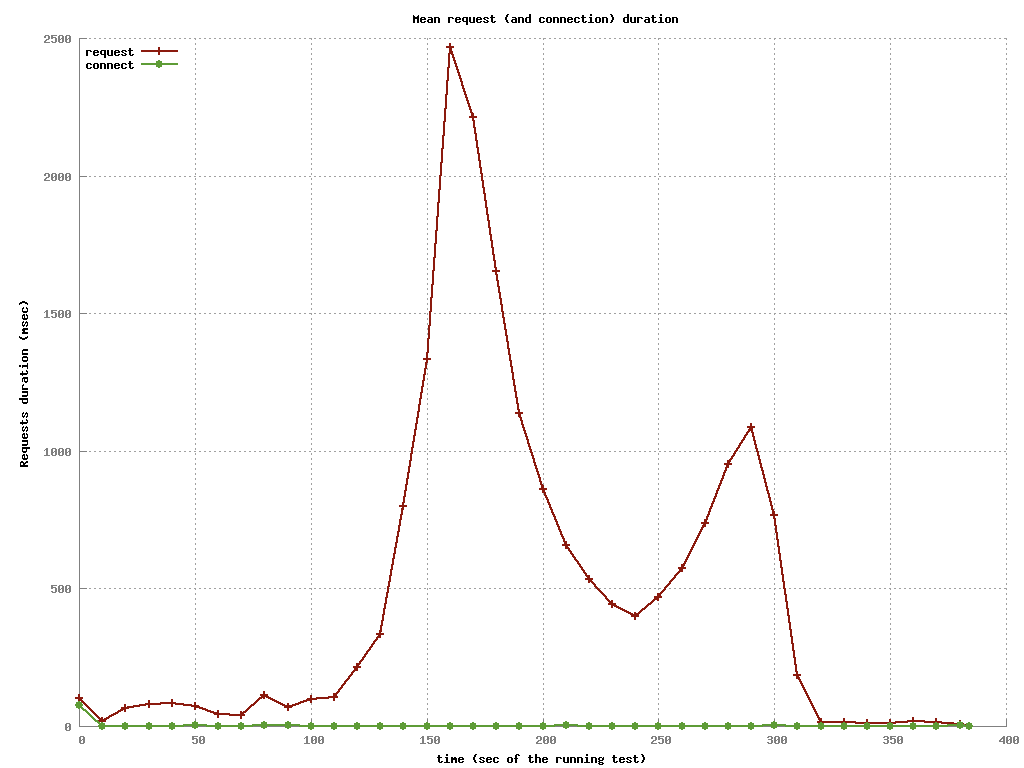 Mean request (and connection) duration
request
connect
Requests duration (msec)
2500
2000
1500
1000
500
0
0 50 100 150 200 250 300 350 400
time (sec of the running test)